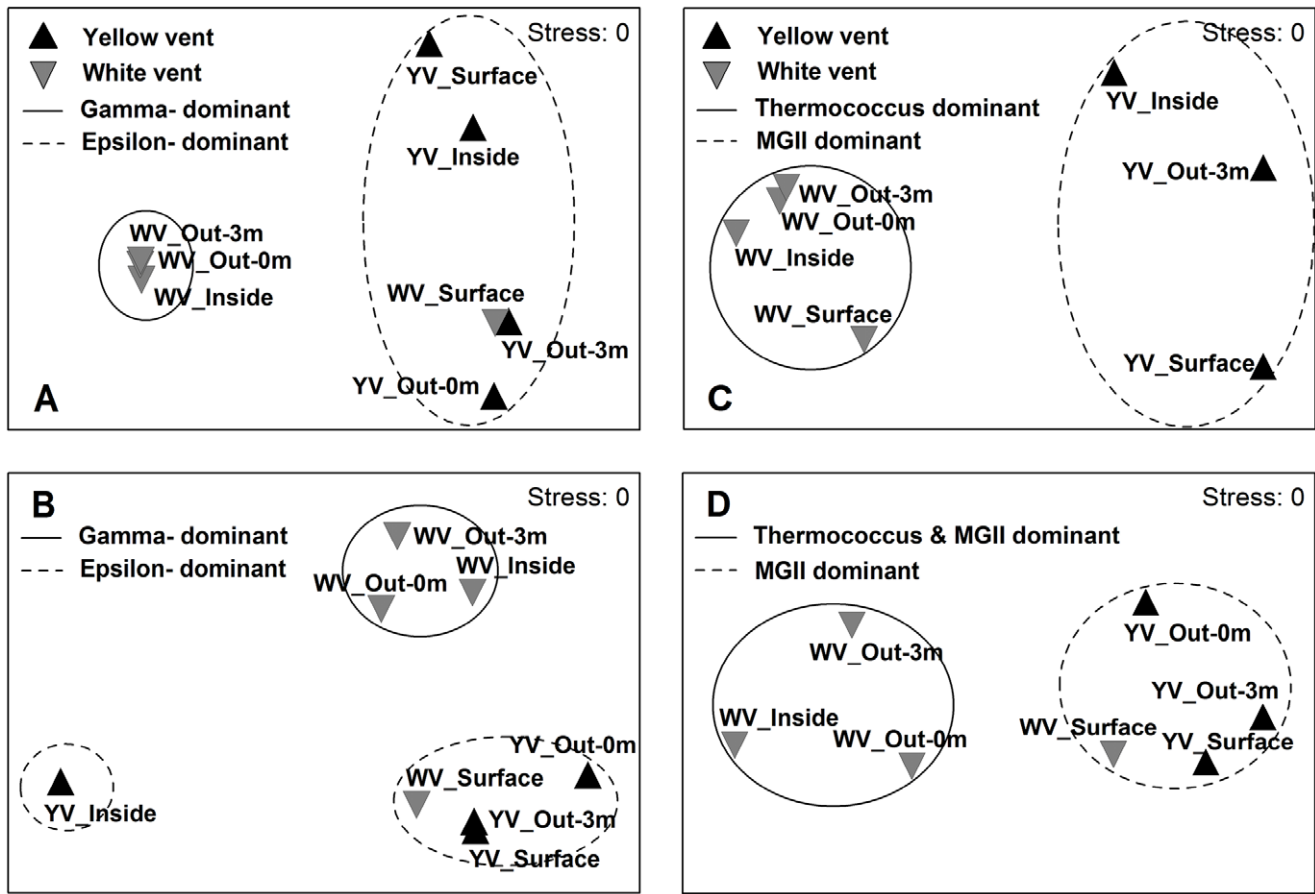 Stress: 0
Yellow vent
White vent
Gamma- dominant
Epsilon- dominant
YV_Surface
YV_Inside
WV_Out-3m
WV_Out-0m
WV_Inside
WV_Surface
YV_Out-3m
YV_Out-0m
A
Stress: 0
Yellow vent
White vent
Thermococcus dominant
MGII dominant
YV_Inside
YV_Out-3m
WV_Out-3m
WV_Out-0m
WV_Inside
WV_Surface
YV_Surface
C
B
Stress: 0
Gamma- dominant
Epsilon- dominant
WV_Out-3m
WV_Inside
WV_Out-0m
YV_Out-0m
WV_Surface
YV_Inside
YV_Out-3m
YV_Surface
D
Stress: 0
Thermococcus & MGII dominant
MGII dominant
YV_Out-0m
WV_Out-3m
YV_Out-3m
WV_Inside
WV_Surface
WV_Out-0m
YV_Surface